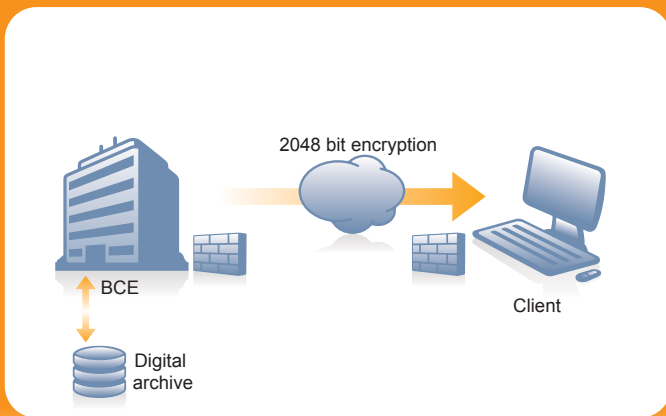 2048 bit encryption
BCE
Client
Digital
archive